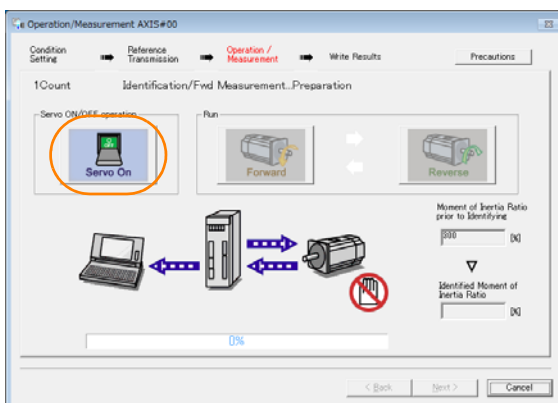 Operation/Measurement AXIS#00
Condition Setting
Reference Transmission
Operation / Measurement
Write Results
Precautions
1Count Identification/Fwd Measurement...Preparation
Servo ON/OFF operation
Run
Servo On
Forward
Reverse
Moment of Inertia Ratio
prior to Identifying
300 [%]
Identified Moment of
Inertia Ratio
[%]
0%
< Back
Next >
Cancel